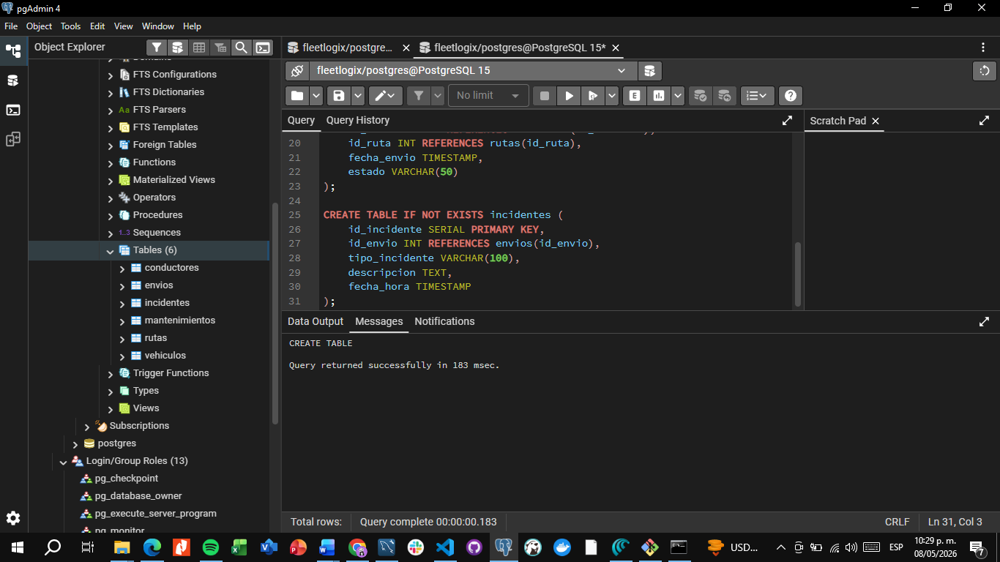 pgAdmin 4
File Object Tools Edit View Window Help
Object Explorer
FTS Configurations
FTS Dictionaries
Aa FTS Parsers
FTS Templates
Foreign Tables
Functions
Materialized Views
Operators
Procedures
1..3 Sequences
Tables (6)
conductores
envios
incidentes
mantenimientos
rutas
vehiculos
Trigger Functions
Types
Views
Subscriptions
postgres
Login/Group Roles (13)
pg_checkpoint
pg_database_owner
pg_execute_server_program
pg_monitor
fleetlogix/postgre...
fleetlogix/postgres@PostgreSQL 15*
fleetlogix/postgres@PostgreSQL 15
No limit
E
Query Query History
Scratch Pad
20 id_ruta INT REFERENCES rutas(id_ruta),
21 fecha_envio TIMESTAMP,
22 estado VARCHAR(50)
23 );
24
25 CREATE TABLE IF NOT EXISTS incidentes (
26 id_incidente SERIAL PRIMARY KEY,
27 id_envio INT REFERENCES envios(id_envio),
28 tipo_incidente VARCHAR(100),
29 descripcion TEXT,
30 fecha_hora TIMESTAMP
31 );
Data Output Messages Notifications
CREATE TABLE
Query returned successfully in 183 msec.
Total rows: Query complete 00:00:00.183 CRLF Ln 31, Col 3
USD...
ESP
10:29 p. m.
08/05/2026
7